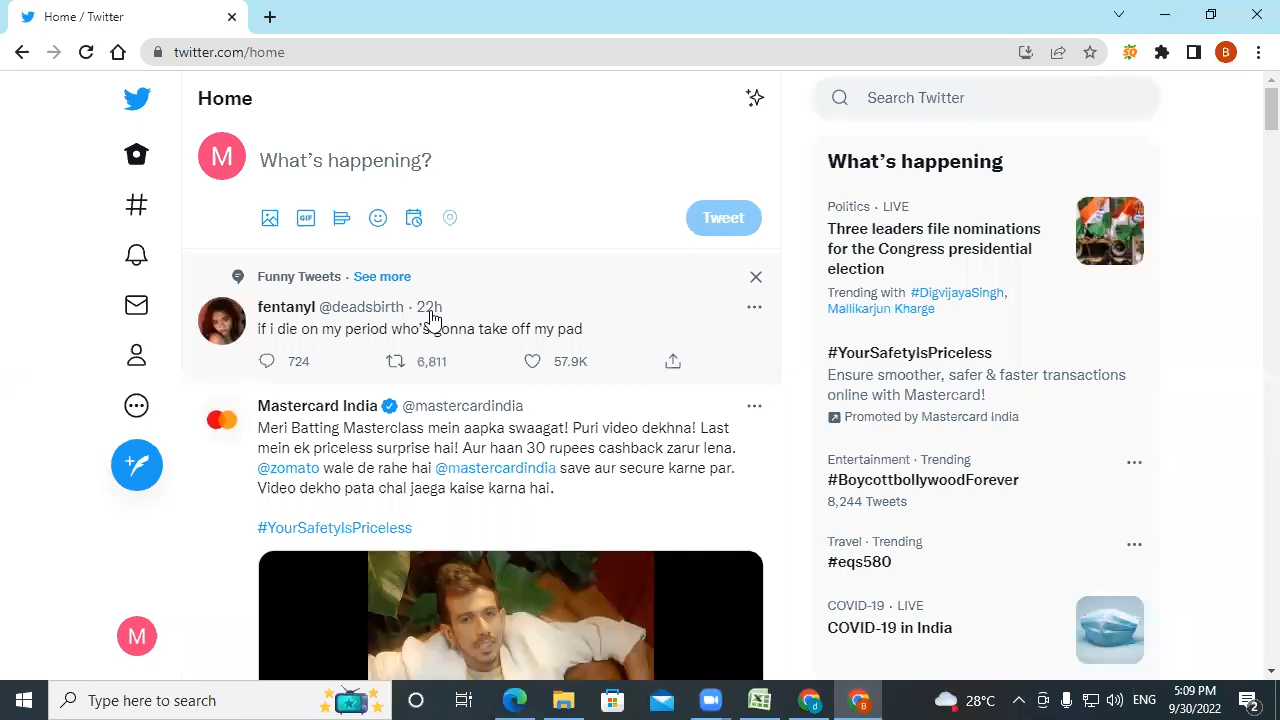 Home / Twitter
twitter.com/home
B
Home
Search Twitter
M
What's happening?
GIF
Tweet
Funny Tweets · See more
fentanyl @deadsbirth · 22h
if i die on my period who's gonna take off my pad
724
6,811
57.9K
Mastercard India @mastercardindia
Meri Batting Masterclass mein aapka swaagat! Puri video dekhna! Last
mein ek priceless surprise hai! Aur haan 30 rupees cashback zarur lena.
@zomato wale de rahe hai @mastercardindia save aur secure karne par.
Video dekho pata chal jaega kaise karna hai.
#YourSafetyIsPriceless
M
What's happening
Politics · LIVE
Three leaders file nominations
for the Congress presidential
election
Trending with #DigvijayaSingh,
Mallikarjun Kharge
#YourSafetyIsPriceless
Ensure smoother, safer & faster transactions
online with Mastercard!
Promoted by Mastercard India
Entertainment · Trending
#BoycottbollywoodForever
8,244 Tweets
Travel · Trending
#eqs580
COVID-19 · LIVE
COVID-19 in India
Type here to search
d
B
28°C
ENG
5:09 PM
9/30/2022
2